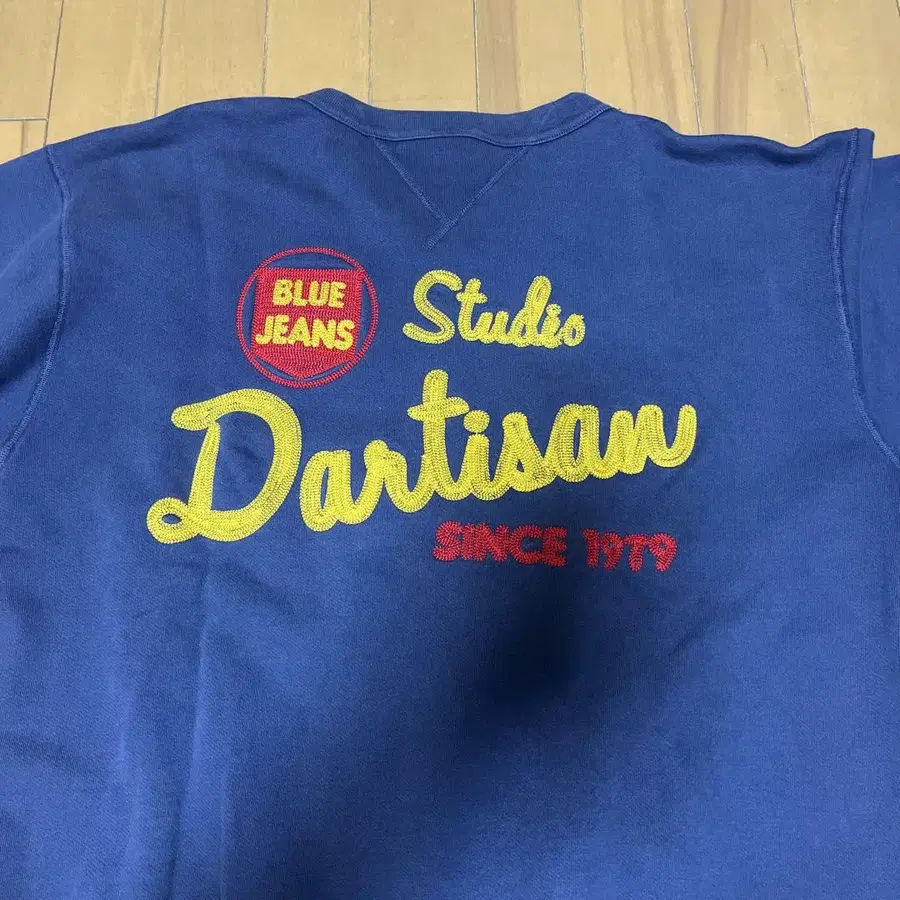 BLUE
JEANS
Studio
Dartisan
SINCE 1979